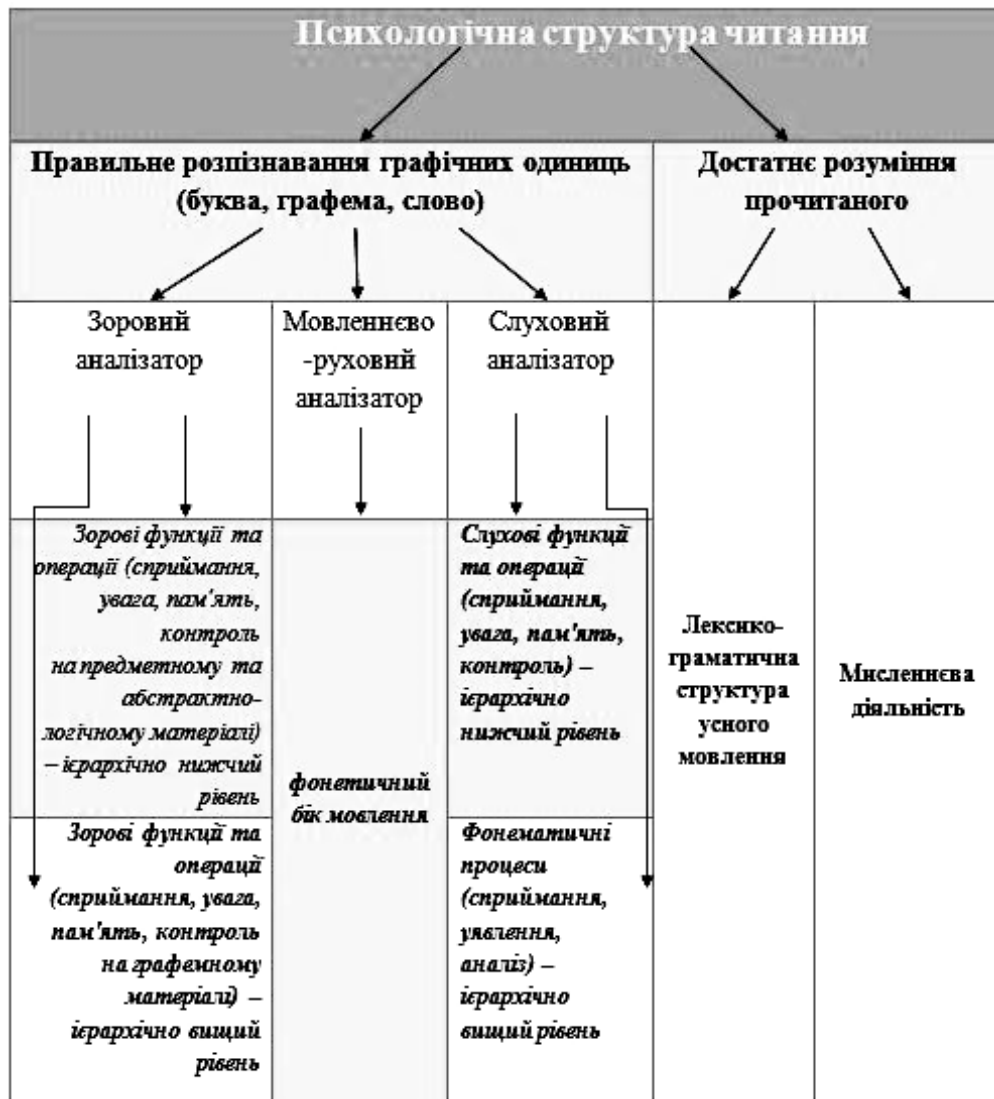 Психологічна структура читання
Правильне розпізнавання графічних одиниць
(буква, графема, слово)
Достатнє розуміння
прочитаного
Зоровий
аналізатор
Мовленнєво
-руховий
аналізатор
Слуховий
аналізатор
Зорові функції та
операції (сприймання,
увага, пам'ять,
контроль
на предметному та
абстрактно-
логічному матеріалі)
– ієрархічно нижчий
рівень
Зорові функції та
операції
(сприймання, увага,
пам'ять, контроль
на графемному
матеріалі) –
ієрархічно вищий
рівень
фонетичний
бік мовлення
Слухові функції
та операції
(сприймання,
увага, пам'ять,
контроль) –
ієрархічно
нижчий рівень
Фонематичні
процеси
(сприймання,
уявлення,
аналіз) –
ієрархічно
вищий рівень
Лексико-
граматична
структура
усного
мовлення
Мисленнєва
діяльність